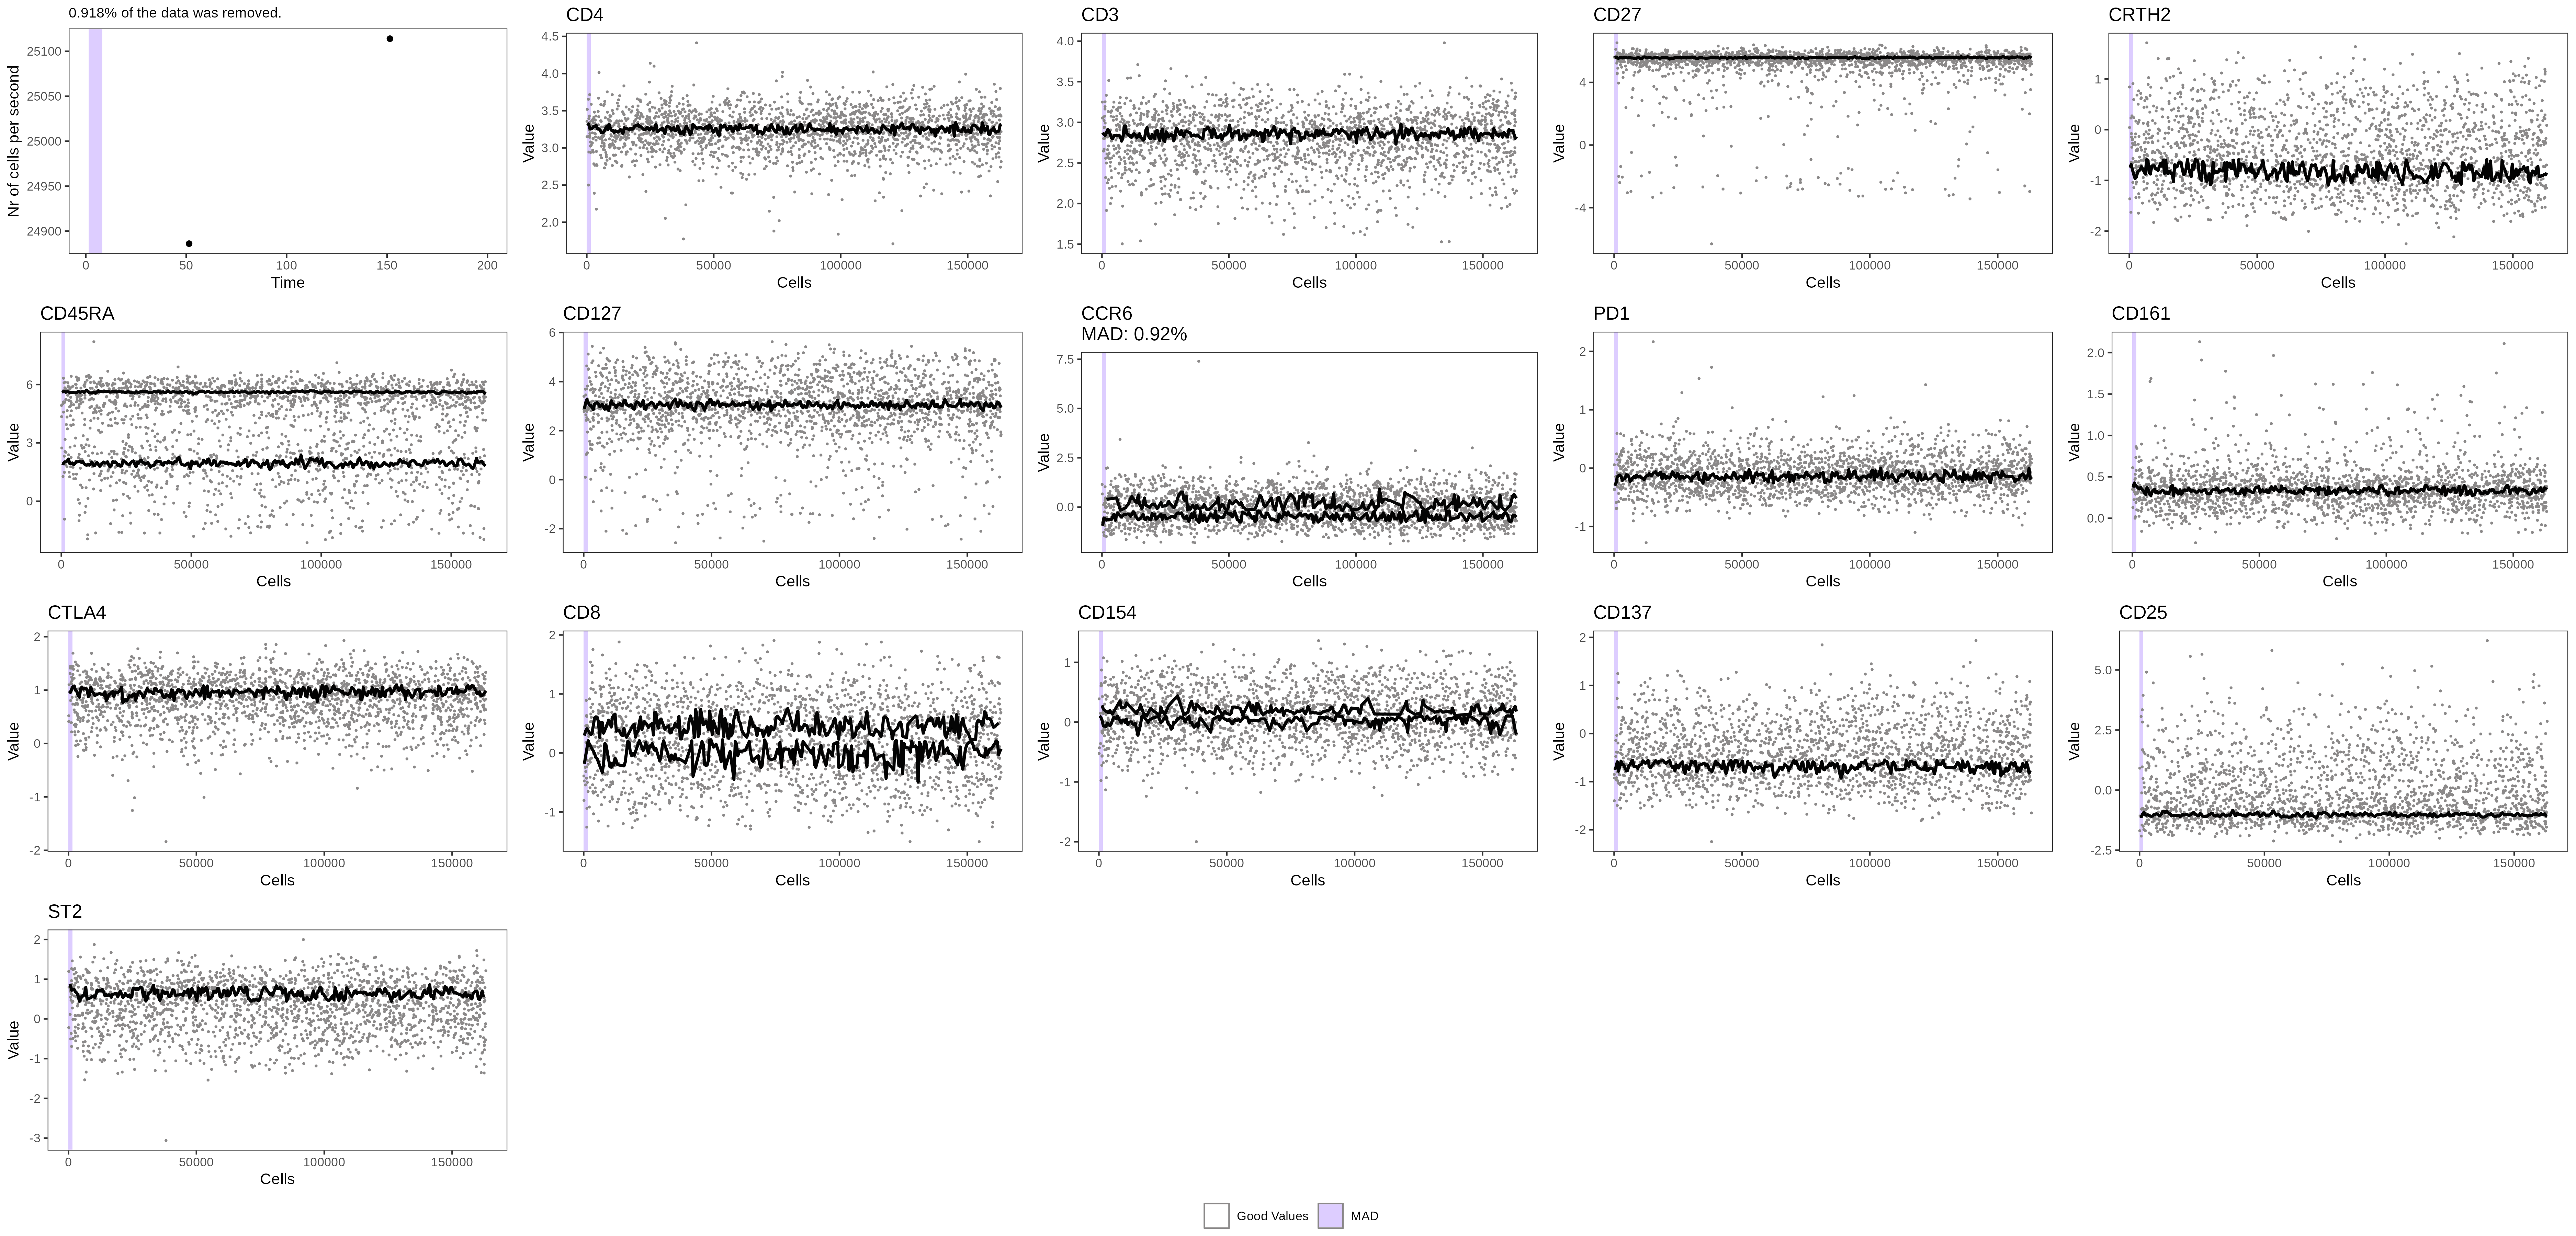 0.918% of the data was removed.
Nr of cells per second
25100
25050
25000
24950
24900
0 50 100 150 200
Time
CD4
Value
4.5
4.0
3.5
3.0
2.5
2.0
0 50000 100000 150000
Cells
CD3
Value
4.0
3.5
3.0
2.5
2.0
1.5
0 50000 100000 150000
Cells
CD27
Value
4
0
-4
0 50000 100000 150000
Cells
CRTH2
Value
1
0
-1
-2
0 50000 100000 150000
Cells
CD45RA
Value
6
3
0
0 50000 100000 150000
Cells
CD127
Value
6
4
2
0
-2
0 50000 100000 150000
Cells
CCR6
MAD: 0.92%
Value
7.5
5.0
2.5
0.0
0 50000 100000 150000
Cells
PD1
Value
2
1
0
-1
0 50000 100000 150000
Cells
CD161
Value
2.0
1.5
1.0
0.5
0.0
0 50000 100000 150000
Cells
CTLA4
Value
2
1
0
-1
-2
0 50000 100000 150000
Cells
CD8
Value
2
1
0
-1
0 50000 100000 150000
Cells
CD154
Value
1
0
-1
-2
0 50000 100000 150000
Cells
CD137
Value
2
1
0
-1
-2
0 50000 100000 150000
Cells
CD25
Value
5.0
2.5
0.0
-2.5
0 50000 100000 150000
Cells
ST2
Value
2
1
0
-1
-2
-3
0 50000 100000 150000
Cells
Good Values MAD